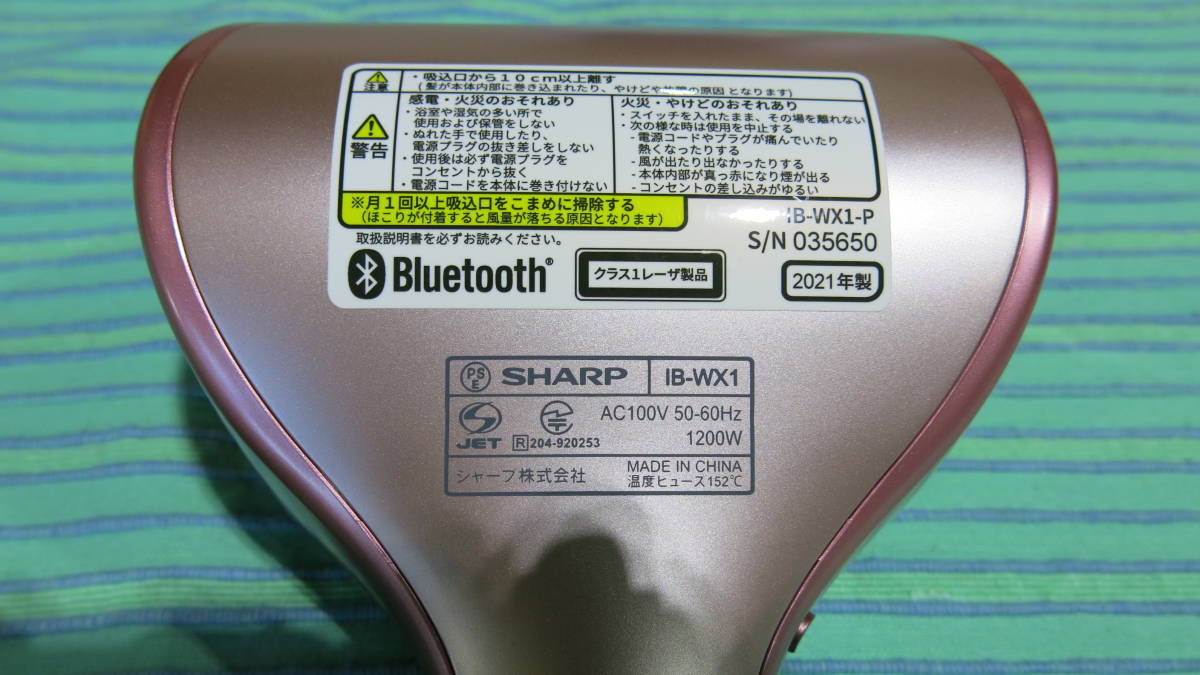 注意
・吸込口から10cm以上離す
(髪が本体内部に巻き込まれたり、やけどや故障の原因となります)
警告
感電・火災のおそれあり
・浴室や湿気の多い所で
使用および保管をしない
・ぬれた手で使用したり、
電源プラグの抜き差しをしない
・使用後は必ず電源プラグを
コンセントから抜く
・電源コードを本体に巻き付けない
火災・やけどのおそれあり
・スイッチを入れたまま、その場を離れない
・次の様な時は使用を中止する
- 電源コードやプラグが痛んでいたり
熱くなったりする
- 風が出たり出なかったりする
- 本体内部が真っ赤になり煙が出る
- コンセントの差し込みがゆるい
※月1回以上吸込口をこまめに掃除する
(ほこりが付着すると風量が落ちる原因となります)
取扱説明書を必ずお読みください。
IB-WX1-P
S/N 035650
Bluetooth®
クラス1レーザ製品
2021年製
PSE SHARP IB-WX1
JET R 204-920253
AC100V 50-60Hz
1200W
シャープ株式会社
MADE IN CHINA
温度ヒューズ152℃